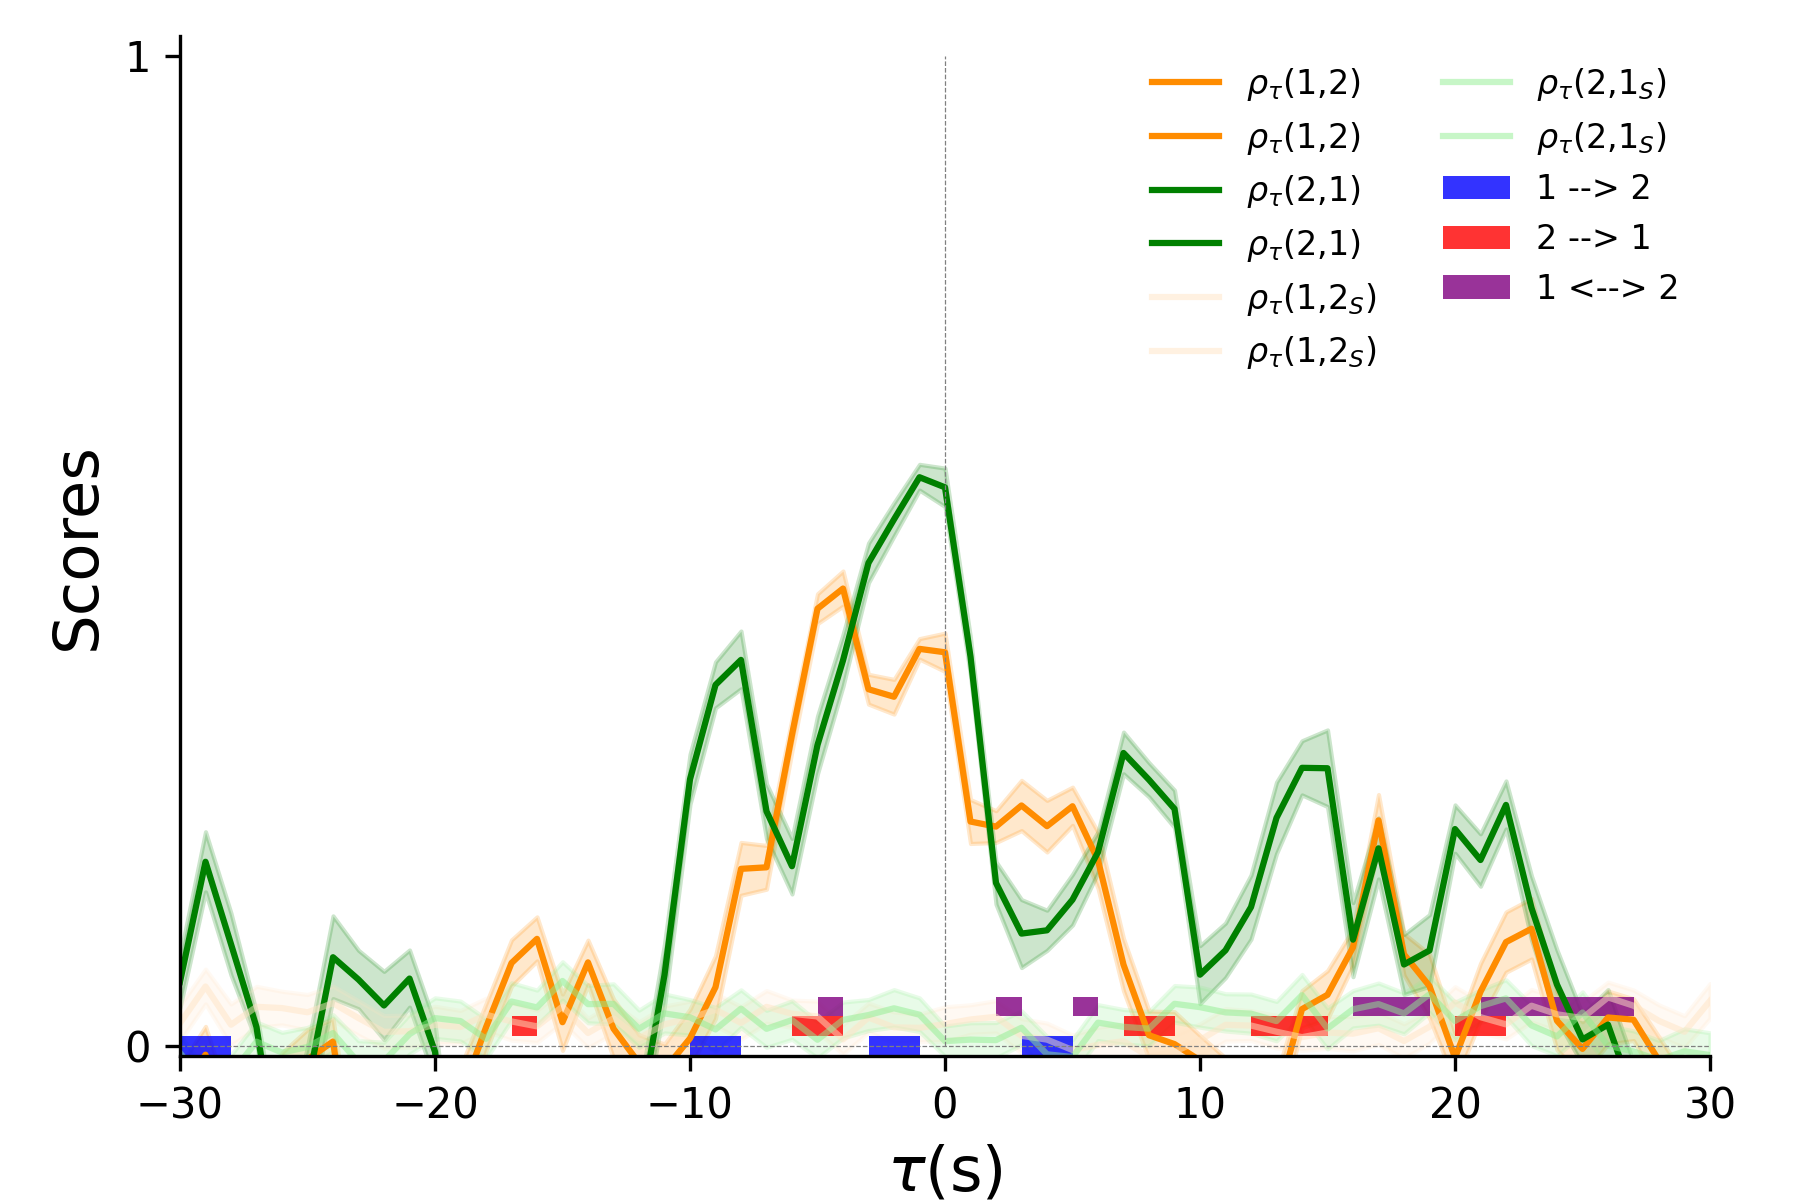 1
ρτ(1,2) ρτ(2,1S)
ρτ(1,2) ρτ(2,1S)
ρτ(2,1) 1 --> 2
ρτ(2,1) 2 --> 1
ρτ(1,2S) 1 <--> 2
ρτ(1,2S)
Scores
0
−30 −20 −10 0 10 20 30
τ(s)